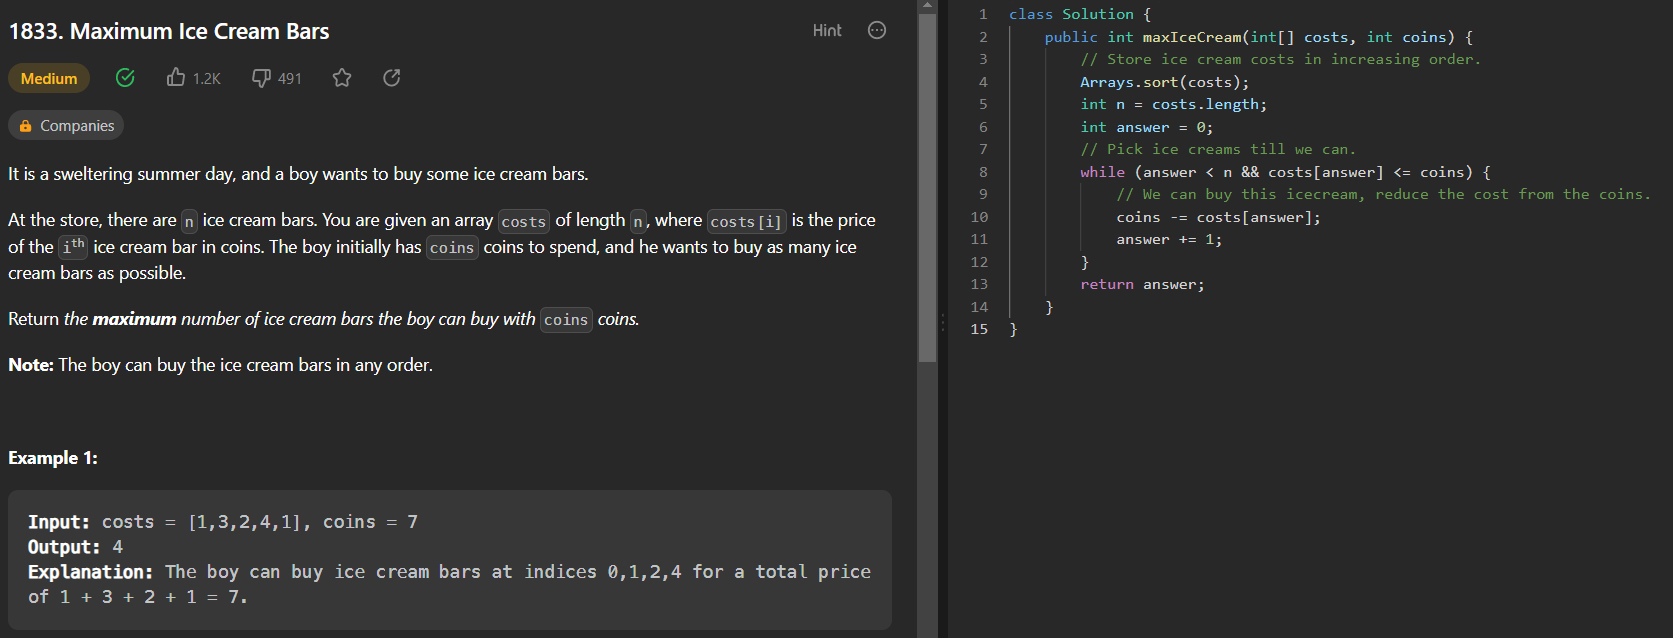 1833. Maximum Ice Cream Bars
Hint
Medium
1.2K
491
Companies
It is a sweltering summer day, and a boy wants to buy some ice cream bars.
At the store, there are n ice cream bars. You are given an array costs of length n, where costs[i] is the price
of the ith ice cream bar in coins. The boy initially has coins coins to spend, and he wants to buy as many ice
cream bars as possible.
Return the maximum number of ice cream bars the boy can buy with coins coins.
Note: The boy can buy the ice cream bars in any order.
Example 1:
Input: costs = [1,3,2,4,1], coins = 7
Output: 4
Explanation: The boy can buy ice cream bars at indices 0,1,2,4 for a total price
of 1 + 3 + 2 + 1 = 7.
1 class Solution {
2 public int maxIceCream(int[] costs, int coins) {
3 // Store ice cream costs in increasing order.
4 Arrays.sort(costs);
5 int n = costs.length;
6 int answer = 0;
7 // Pick ice creams till we can.
8 while (answer < n && costs[answer] <= coins) {
9 // We can buy this icecream, reduce the cost from the coins.
10 coins -= costs[answer];
11 answer += 1;
12 }
13 return answer;
14 }
15 }